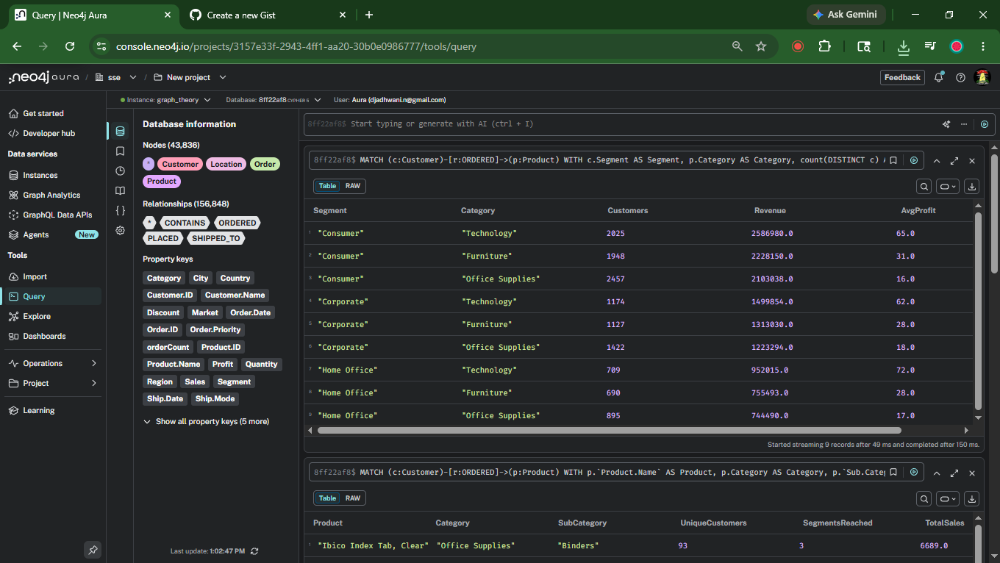 Query | Neo4j Aura
Create a new Gist
Ask Gemini
console.neo4j.io/projects/3157e33f-2943-4ff1-aa20-30b0e0986777/tools/query
neo4j aura / sse / New project
Feedback
Instance: graph_theory Database: 8ff22af8 CYPHER 5 User: Aura (djadhwani.n@gmail.com)
Get started
Developer hub
Data services
Instances
Graph Analytics
GraphQL Data APIs
Agents New
Tools
Import
Query
Explore
Dashboards
Operations
Project
Learning
Database information
Nodes (43,836)
* Customer Location Order
Product
Relationships (156,848)
* CONTAINS ORDERED
PLACED SHIPPED_TO
Property keys
Category City Country
Customer.ID Customer.Name
Discount Market Order.Date
Order.ID Order.Priority
orderCount Product.ID
Product.Name Profit Quantity
Region Sales Segment
Ship.Date Ship.Mode
Show all property keys (5 more)
Last update: 1:02:47 PM
8ff22af8$ Start typing or generate with AI (ctrl + I)
8ff22af8$ MATCH (c:Customer)-[r:ORDERED]->(p:Product) WITH c.Segment AS Segment, p.Category AS Category, count(DISTINCT c) A
Table RAW
Segment Category Customers Revenue AvgProfit
1 "Consumer" "Technology" 2025 2586980.0 65.0
2 "Consumer" "Furniture" 1948 2228150.0 31.0
3 "Consumer" "Office Supplies" 2457 2103038.0 16.0
4 "Corporate" "Technology" 1174 1499854.0 62.0
5 "Corporate" "Furniture" 1127 1313030.0 28.0
6 "Corporate" "Office Supplies" 1422 1223294.0 18.0
7 "Home Office" "Technology" 709 952015.0 72.0
8 "Home Office" "Furniture" 690 755493.0 28.0
9 "Home Office" "Office Supplies" 895 744490.0 17.0
Started streaming 9 records after 49 ms and completed after 150 ms.
8ff22af8$ MATCH (c:Customer)-[r:ORDERED]->(p:Product) WITH p.`Product.Name` AS Product, p.Category AS Category, p.`Sub.Categ
Table RAW
Product Category SubCategory UniqueCustomers SegmentsReached TotalSales
1 "Ibico Index Tab, Clear" "Office Supplies" "Binders" 93 3 6689.0